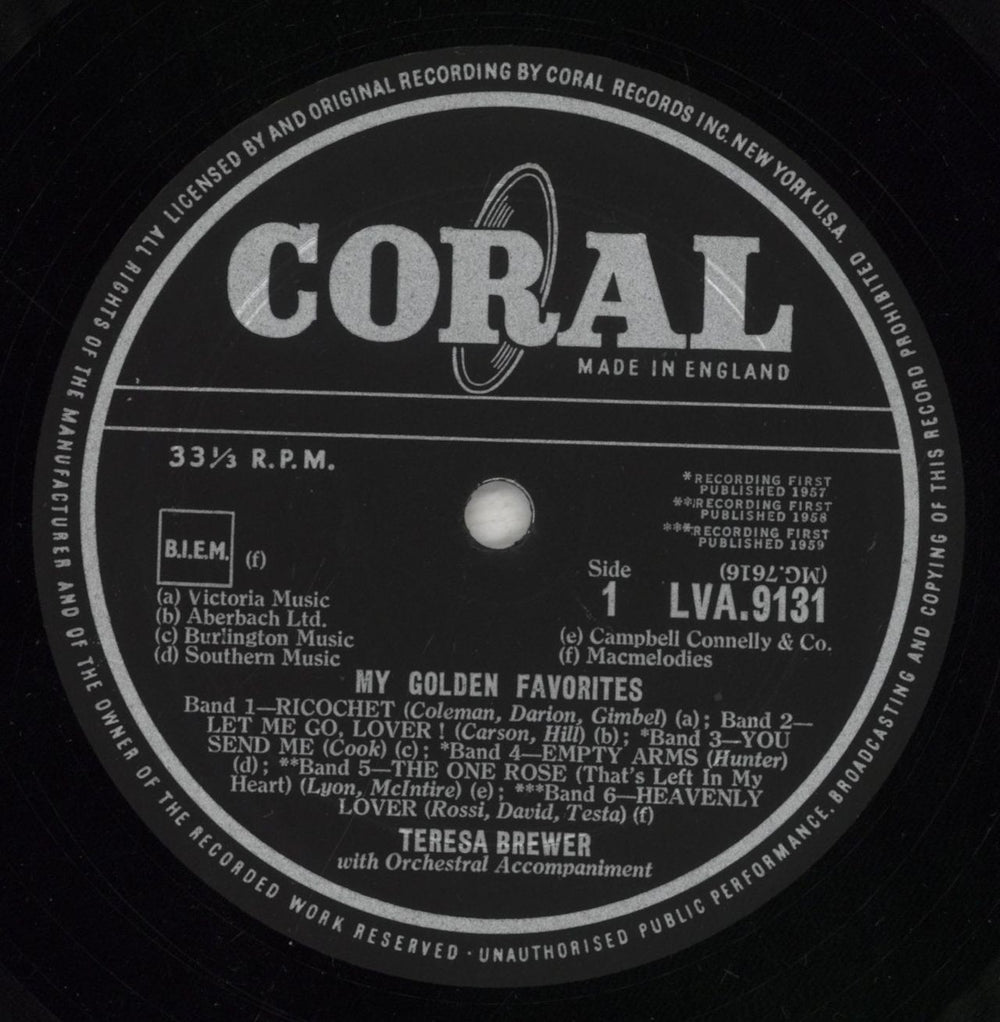 LICENSED BY AND ORIGINAL RECORDING BY CORAL RECORDS INC. NEW YORK U.S.A.
CORAL
MADE IN ENGLAND
33⅓ R.P.M.
*RECORDING FIRST
PUBLISHED 1957
**RECORDING FIRST
PUBLISHED 1958
***RECORDING FIRST
PUBLISHED 1959
B.I.E.M. (f)
(MG.7616)
Side
1 LVA.9131
(a) Victoria Music
(b) Aberbach Ltd.
(c) Burlington Music
(d) Southern Music
(e) Campbell Connelly & Co.
(f) Macmelodies
MY GOLDEN FAVORITES
Band 1—RICOCHET (Coleman, Darion, Gimbel) (a); Band 2—
LET ME GO, LOVER! (Carson, Hill) (b); *Band 3—YOU
SEND ME (Cook) (c); *Band 4—EMPTY ARMS (Hunter)
(d); **Band 5—THE ONE ROSE (That's Left In My
Heart) (Lyon, McIntire) (e); ***Band 6—HEAVENLY
LOVER (Rossi, David, Testa) (f)
TERESA BREWER
with Orchestral Accompaniment
ALL RIGHTS OF THE MANUFACTURER AND OF THE OWNER OF THE RECORDED WORK RESERVED · UNAUTHORISED PUBLIC PERFORMANCE, BROADCASTING AND COPYING OF THIS RECORD PROHIBITED